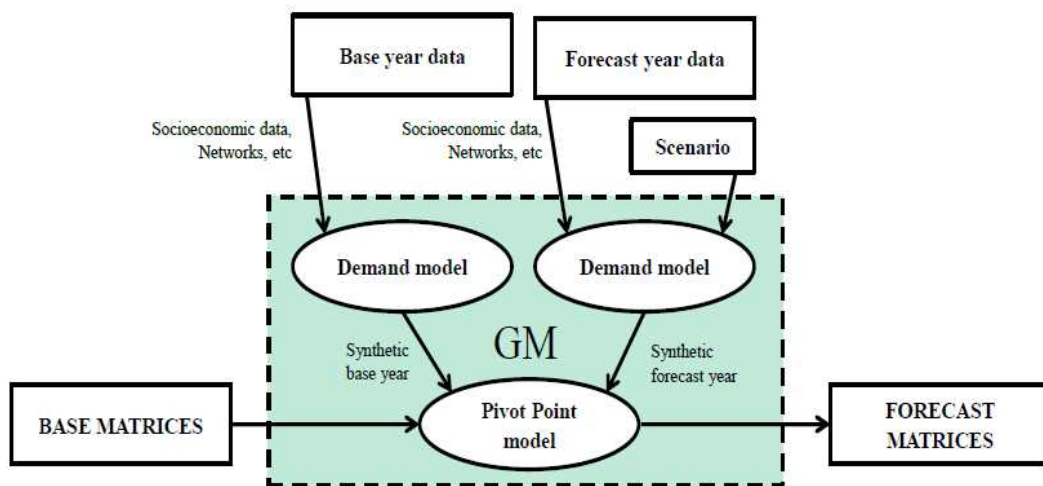 Base year data
Forecast year data
Socioeconomic data,
Networks, etc
Socioeconomic data,
Networks, etc
Scenario
Demand model
Demand model
GM
Synthetic
base year
Synthetic
forecast year
BASE MATRICES
Pivot Point
model
FORECAST
MATRICES